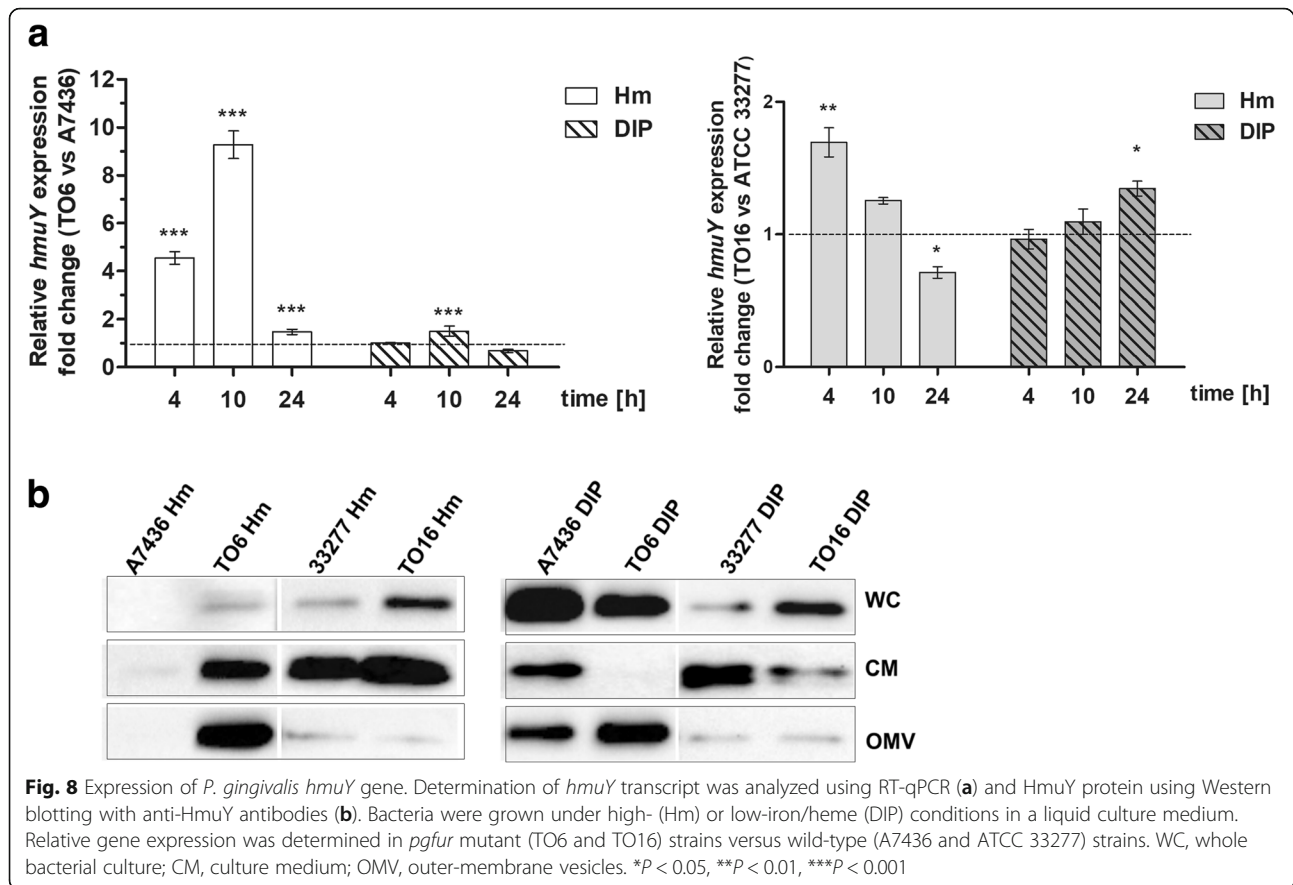 a
Relative hmuY expression
fold change (TO6 vs A7436)
12
10
8
6
4
2
0
***
***
***
***
Hm
DIP
4 10 24 4 10 24 time [h]
Relative hmuY expression
fold change (TO16 vs ATCC 33277)
2
1
0
**
*
*
Hm
DIP
4 10 24 4 10 24 time [h]
b
A7436 Hm
TO6 Hm
33277 Hm
TO16 Hm
A7436 DIP
TO6 DIP
33277 DIP
TO16 DIP
WC
CM
OMV
Fig. 8 Expression of P. gingivalis hmuY gene. Determination of hmuY transcript was analyzed using RT-qPCR (a) and HmuY protein using Western
blotting with anti-HmuY antibodies (b). Bacteria were grown under high- (Hm) or low-iron/heme (DIP) conditions in a liquid culture medium.
Relative gene expression was determined in pgfur mutant (TO6 and TO16) strains versus wild-type (A7436 and ATCC 33277) strains. WC, whole
bacterial culture; CM, culture medium; OMV, outer-membrane vesicles. *P < 0.05, **P < 0.01, ***P < 0.001